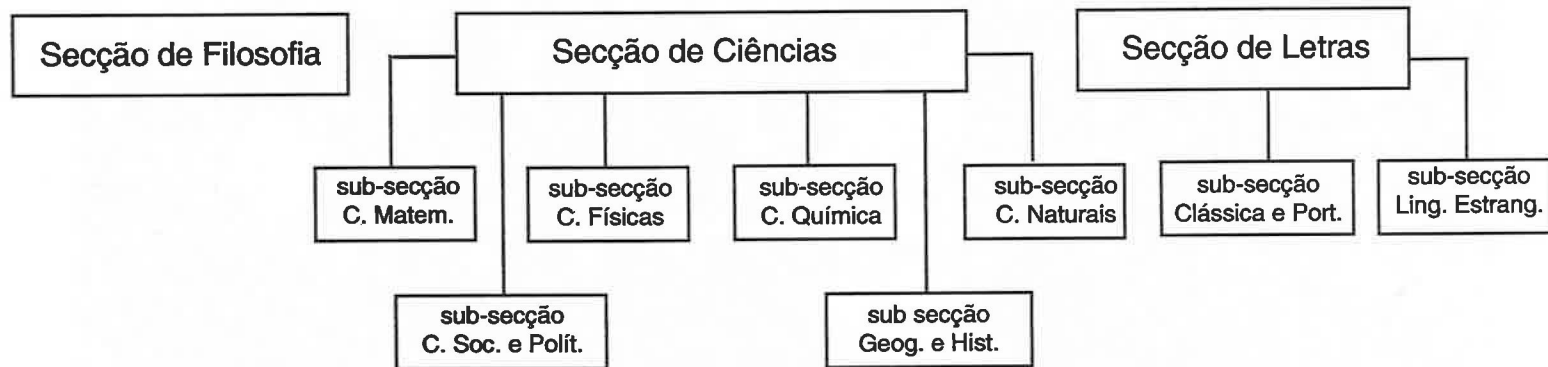 Secção de Filosofia
Secção de Ciências
Secção de Letras
sub-secção
C. Matem.
sub-secção
C. Físicas
sub-secção
C. Química
sub-secção
C. Naturais
sub-secção
Clássica e Port.
sub-secção
Ling. Estrang.
sub-secção
C. Soc. e Polít.
sub secção
Geog. e Hist.